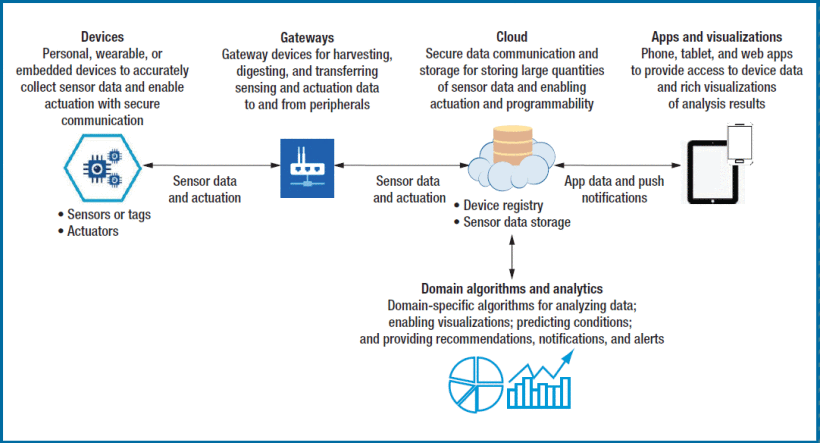 Devices
Personal, wearable, or
embedded devices to accurately
collect sensor data and enable
actuation with secure
communication
Gateways
Gateway devices for harvesting,
digesting, and transferring
sensing and actuation data
to and from peripherals
Cloud
Secure data communication and
storage for storing large quantities
of sensor data and enabling
actuation and programmability
Apps and visualizations
Phone, tablet, and web apps
to provide access to device data
and rich visualizations
of analysis results
Sensor data
and actuation
Sensor data
and actuation
App data and push
notifications
• Sensors or tags
• Actuators
• Device registry
• Sensor data storage
Domain algorithms and analytics
Domain-specific algorithms for analyzing data;
enabling visualizations; predicting conditions;
and providing recommendations, notifications, and alerts